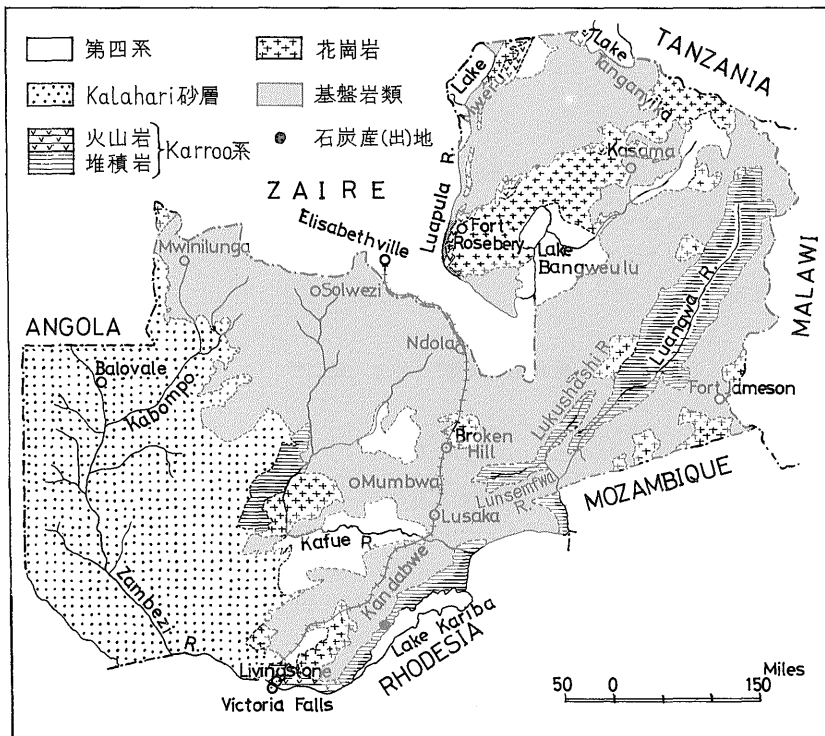 第四系
花崗岩
Kalahari砂層
基盤岩類
火山岩
堆積岩
Karroo系
石炭産(出)地
TANZANIA
Lake
Tanganyika
Lake
Mweru
Kasama
ZAIRE
Luapula R.
Elisabethville
Fort
Rosebery
Lake
Bangweulu
Mwinilunga
Solwezi
MALAWI
Luangwa R.
ANGOLA
Ndola
Balovale
Kabompo
Lukushashi R.
Fort Jameson
Broken
Hill
Mumbwa
Lunsemfwa
R.
MOZAMBIQUE
Lusaka
Kafue R.
Kandabwe
Zambezi R.
Lake Kariba
RHODESIA
Livingstone
Victoria Falls
Miles
50 0 150